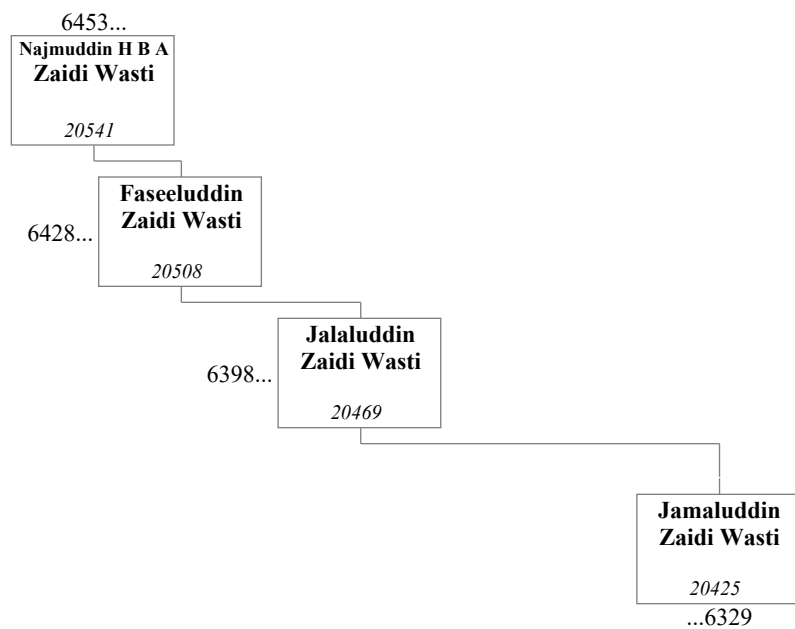 6453...
Najmuddin H B A
Zaidi Wasti
20541
Faseeluddin
Zaidi Wasti
6428...
20508
Jalaluddin
Zaidi Wasti
6398...
20469
Jamaluddin
Zaidi Wasti
20425
...6329